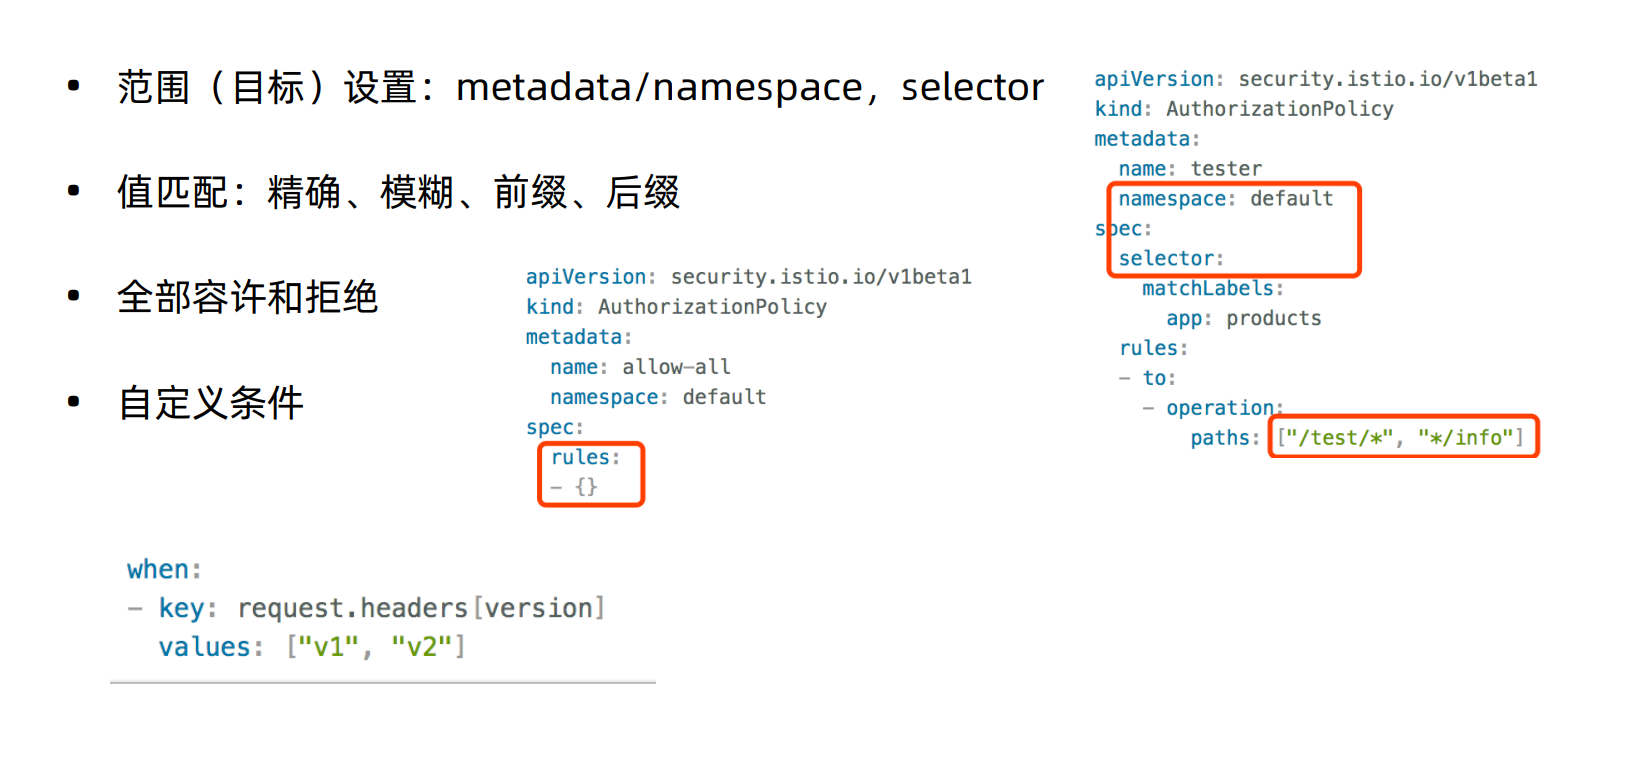 • 范围（目标）设置：metadata/namespace，selector
• 值匹配：精确、模糊、前缀、后缀
• 全部容许和拒绝
• 自定义条件
apiVersion: security.istio.io/v1beta1
kind: AuthorizationPolicy
metadata:
  name: allow-all
  namespace: default
spec:
  rules:
  - {}
when:
- key: request.headers[version]
  values: ["v1", "v2"]
apiVersion: security.istio.io/v1beta1
kind: AuthorizationPolicy
metadata:
  name: tester
  namespace: default
spec:
  selector:
    matchLabels:
      app: products
  rules:
  - to:
    - operation:
        paths: ["/test/*", "*/info"]